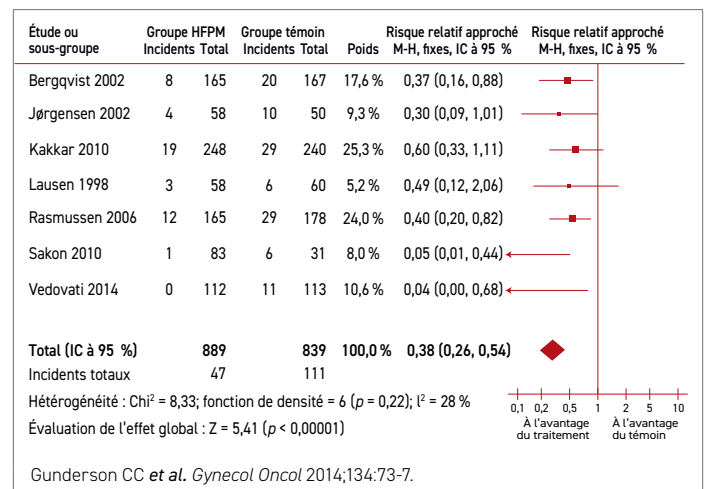 Étude ou Groupe HFPM Groupe témoin Risque relatif approché Risque relatif approché
sous-groupe Incidents Total Incidents Total Poids M-H, fixes, IC à 95 % M-H, fixes, IC à 95 %
Bergqvist 2002 8 165 20 167 17,6 % 0,37 (0,16, 0,88)
Jørgensen 2002 4 58 10 50 9,3 % 0,30 (0,09, 1,01)
Kakkar 2010 19 248 29 240 25,3 % 0,60 (0,33, 1,11)
Lausen 1998 3 58 6 60 5,2 % 0,49 (0,12, 2,06)
Rasmussen 2006 12 165 29 178 24,0 % 0,40 (0,20, 0,82)
Sakon 2010 1 83 6 31 8,0 % 0,05 (0,01, 0,44)
Vedovati 2014 0 112 11 113 10,6 % 0,04 (0,00, 0,68)
Total (IC à 95 %) 889 839 100,0 % 0,38 (0,26, 0,54)
Incidents totaux 47 111
Hétérogénéité : Chi² = 8,33; fonction de densité = 6 (p = 0,22); l² = 28 %
Évaluation de l'effet global : Z = 5,41 (p < 0,00001)
0,1 0,2 0,5 1 2 5 10
À l'avantage À l'avantage
du traitement du témoin
Gunderson CC et al. Gynecol Oncol 2014;134:73-7.